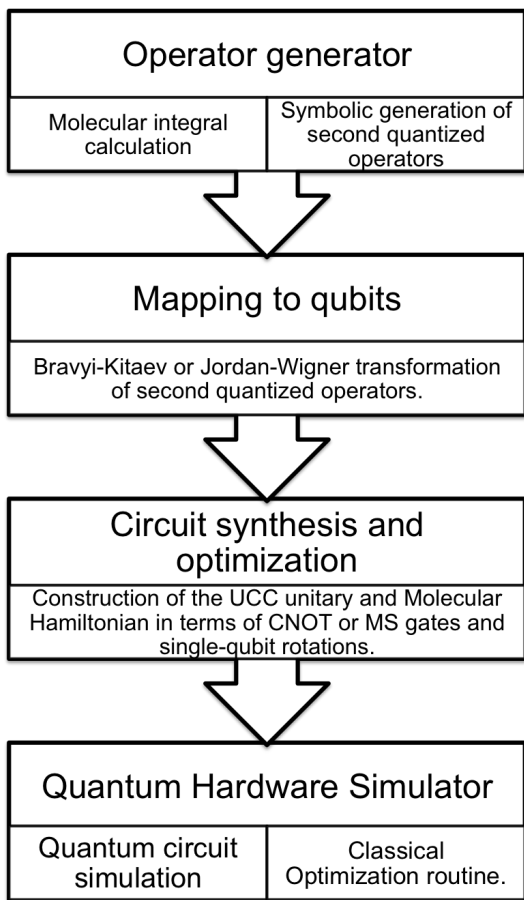 Operator generator
Molecular integral
calculation
Symbolic generation of
second quantized
operators
Mapping to qubits
Bravyi-Kitaev or Jordan-Wigner transformation
of second quantized operators.
Circuit synthesis and
optimization
Construction of the UCC unitary and Molecular
Hamiltonian in terms of CNOT or MS gates and
single-qubit rotations.
Quantum Hardware Simulator
Quantum circuit
simulation
Classical
Optimization routine.